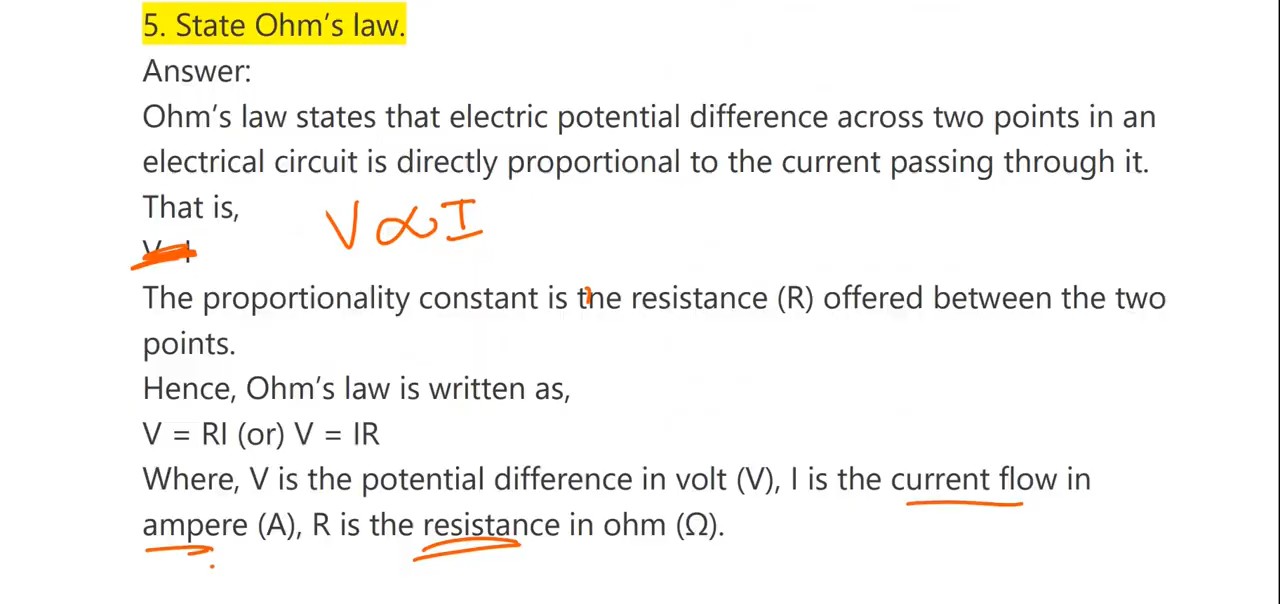 5. State Ohm's law.
Answer:
Ohm's law states that electric potential difference across two points in an
electrical circuit is directly proportional to the current passing through it.
That is,
V ∝ I
The proportionality constant is the resistance (R) offered between the two
points.
Hence, Ohm's law is written as,
V = RI (or) V = IR
Where, V is the potential difference in volt (V), I is the current flow in
ampere (A), R is the resistance in ohm (Ω).